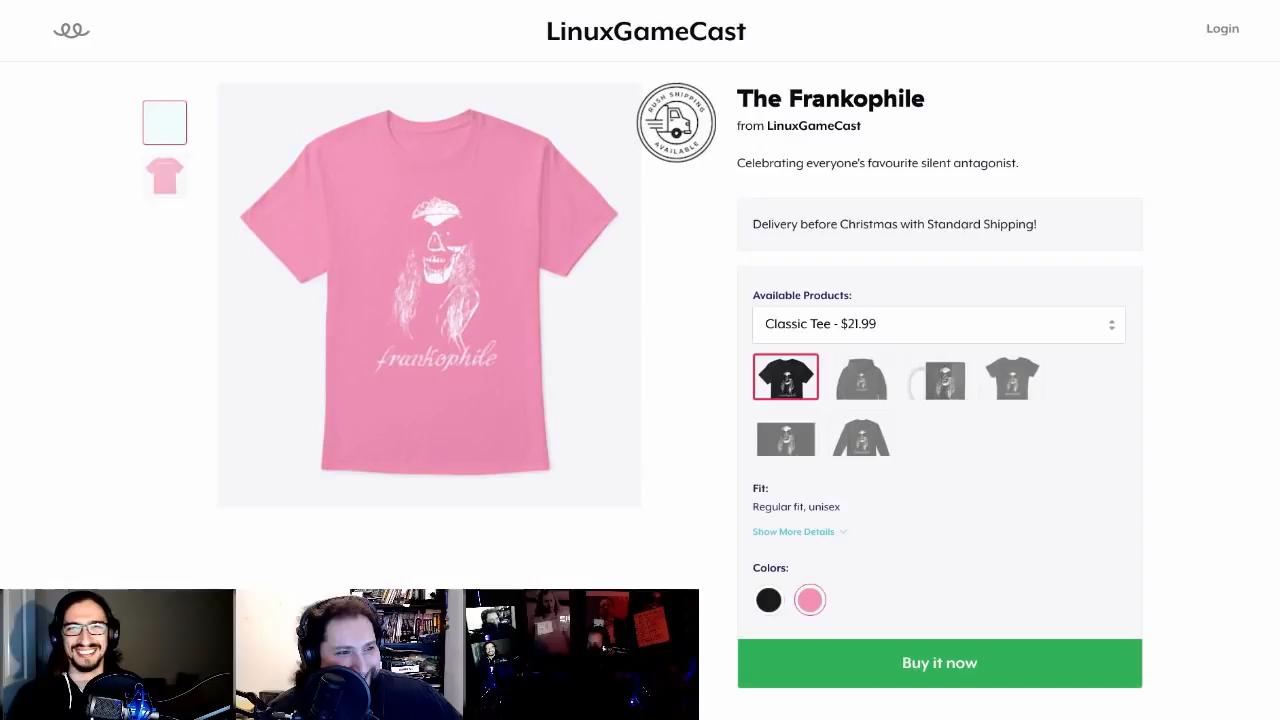 LinuxGameCast
Login
RUSH SHIPPING
AVAILABLE
The Frankophile
from LinuxGameCast
Celebrating everyone's favourite silent antagonist.
Delivery before Christmas with Standard Shipping!
Available Products:
Classic Tee - $21.99
frankophile
Fit:
Regular fit, unisex
Show More Details
Colors:
Buy it now